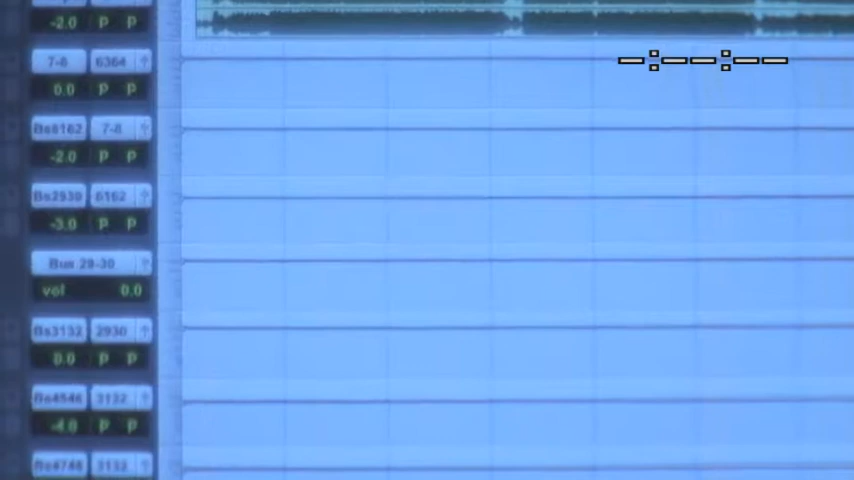 -2.0 p p
7-8 6364
0.0 p p
Bs6162 7-8
-2.0 p p
Bs2930 6162
-3.0 p p
Bus 29-30
vol 0.0
Bs3132 2930
0.0 p p
Bs4546 3132
-4.0 p p
Bs4748 3132
--:--:--